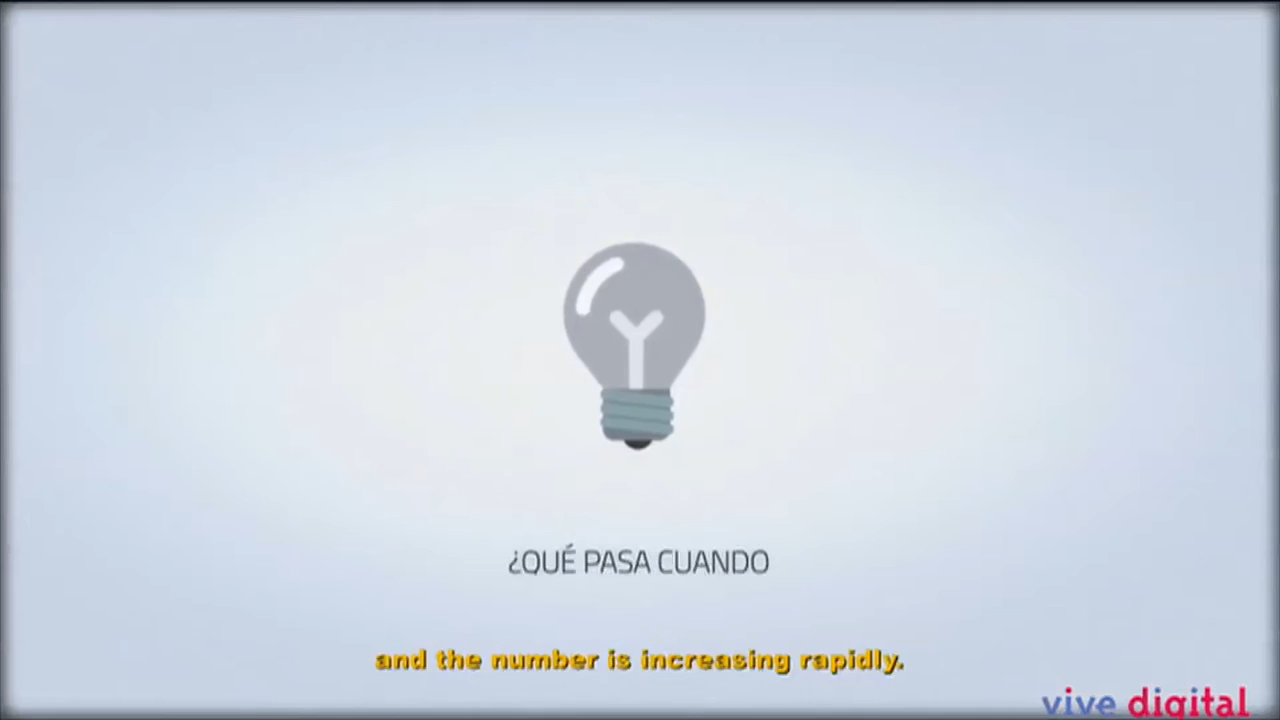 ¿QUÉ PASA CUANDO
and the number is increasing rapidly.
vive digital